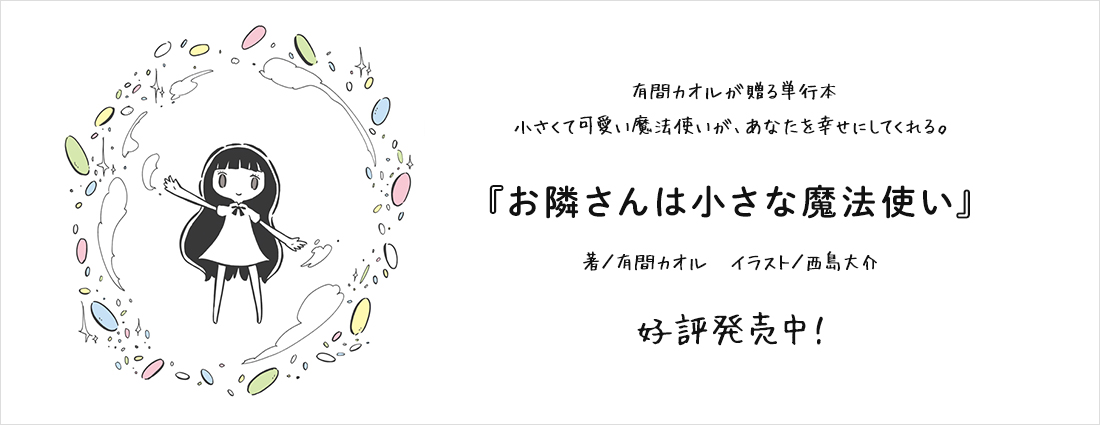 有間カオルが贈る単行本
小さくて可愛い魔法使いが、あなたを幸せにしてくれる。
『お隣さんは小さな魔法使い』
著/有間カオル　イラスト/西島大介
好評発売中!